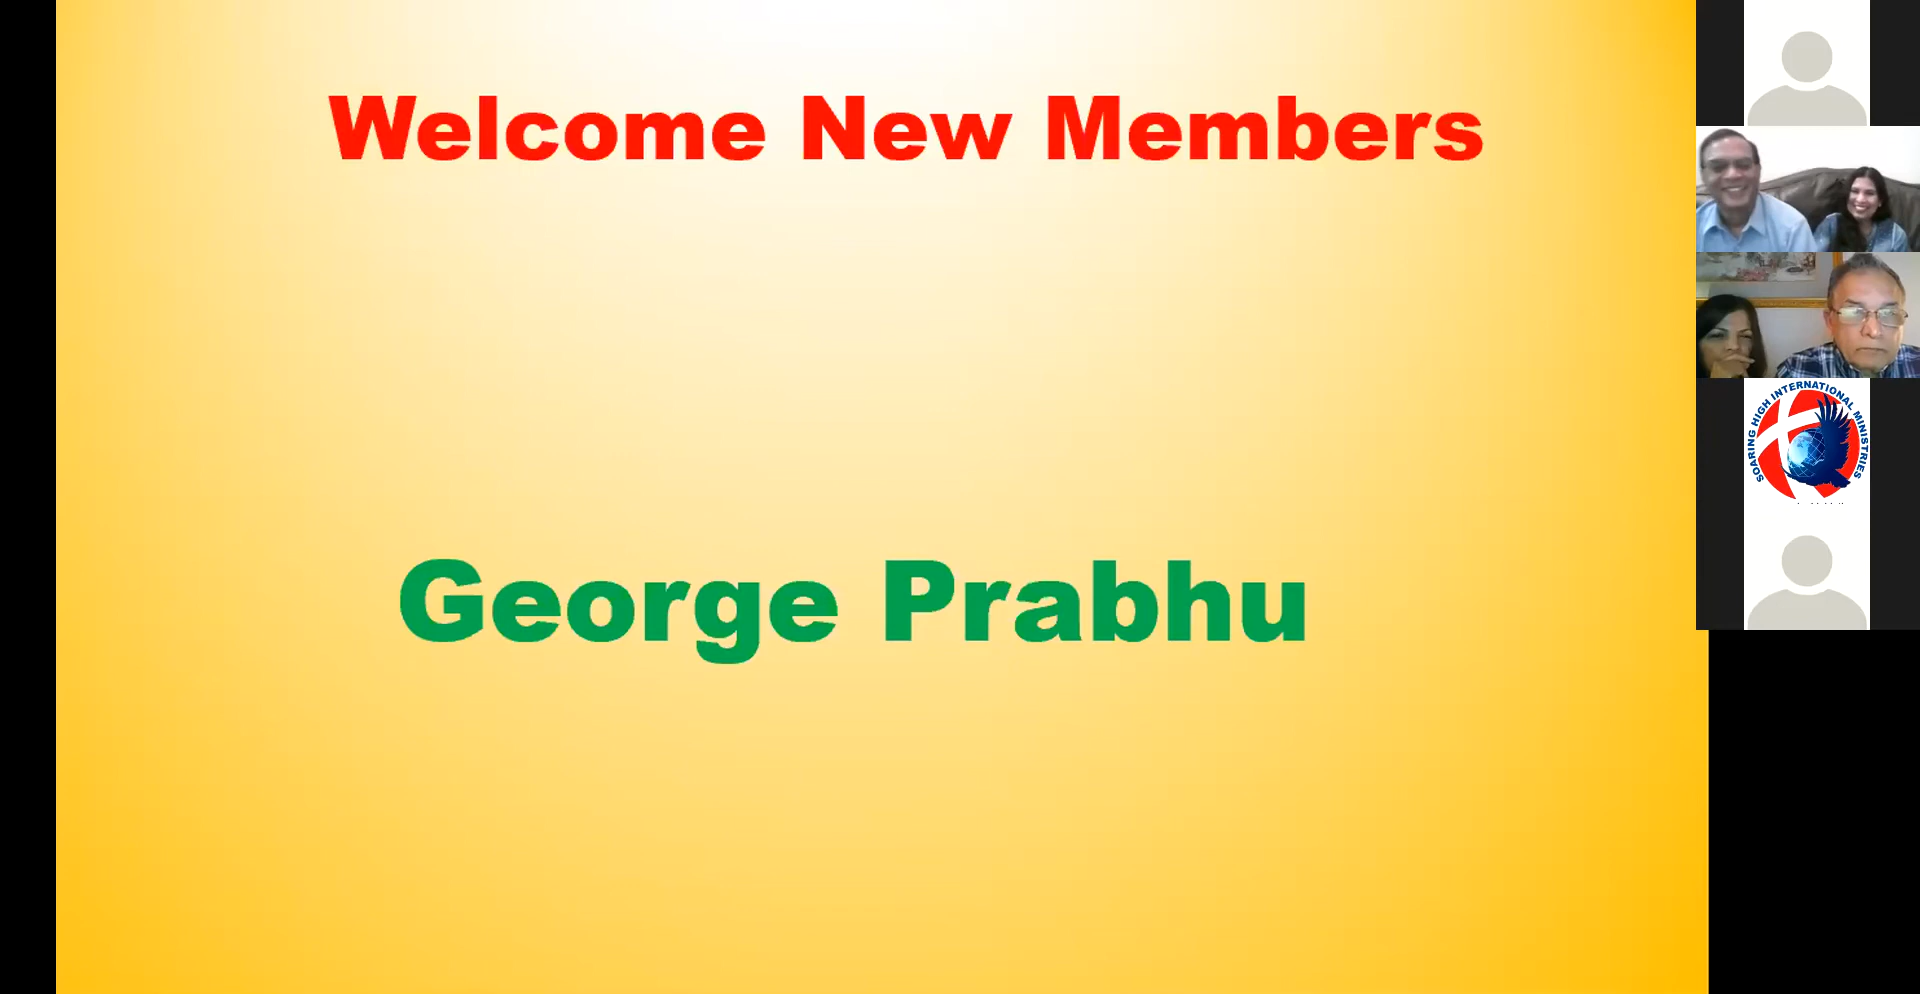 Welcome New Members
George Prabhu
SOARING HIGH INTERNATIONAL MINISTRIES